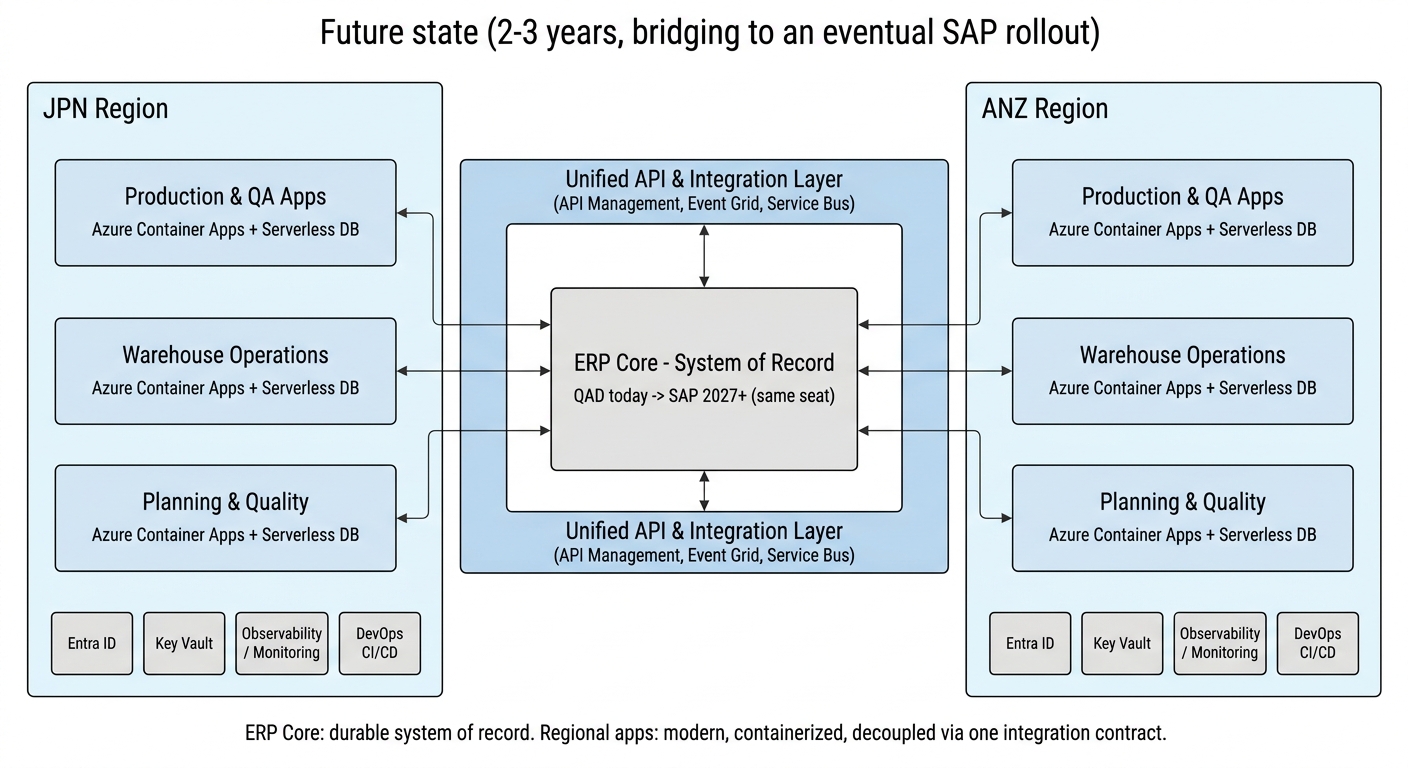 Future state (2-3 years, bridging to an eventual SAP rollout)
JPN Region
Production & QA Apps
Azure Container Apps + Serverless DB
Warehouse Operations
Azure Container Apps + Serverless DB
Planning & Quality
Azure Container Apps + Serverless DB
Entra ID
Key Vault
Observability
/ Monitoring
DevOps
CI/CD
Unified API & Integration Layer
(API Management, Event Grid, Service Bus)
ERP Core - System of Record
QAD today -> SAP 2027+ (same seat)
Unified API & Integration Layer
(API Management, Event Grid, Service Bus)
ANZ Region
Production & QA Apps
Azure Container Apps + Serverless DB
Warehouse Operations
Azure Container Apps + Serverless DB
Planning & Quality
Azure Container Apps + Serverless DB
Entra ID
Key Vault
Observability
/ Monitoring
DevOps
CI/CD
ERP Core: durable system of record. Regional apps: modern, containerized, decoupled via one integration contract.